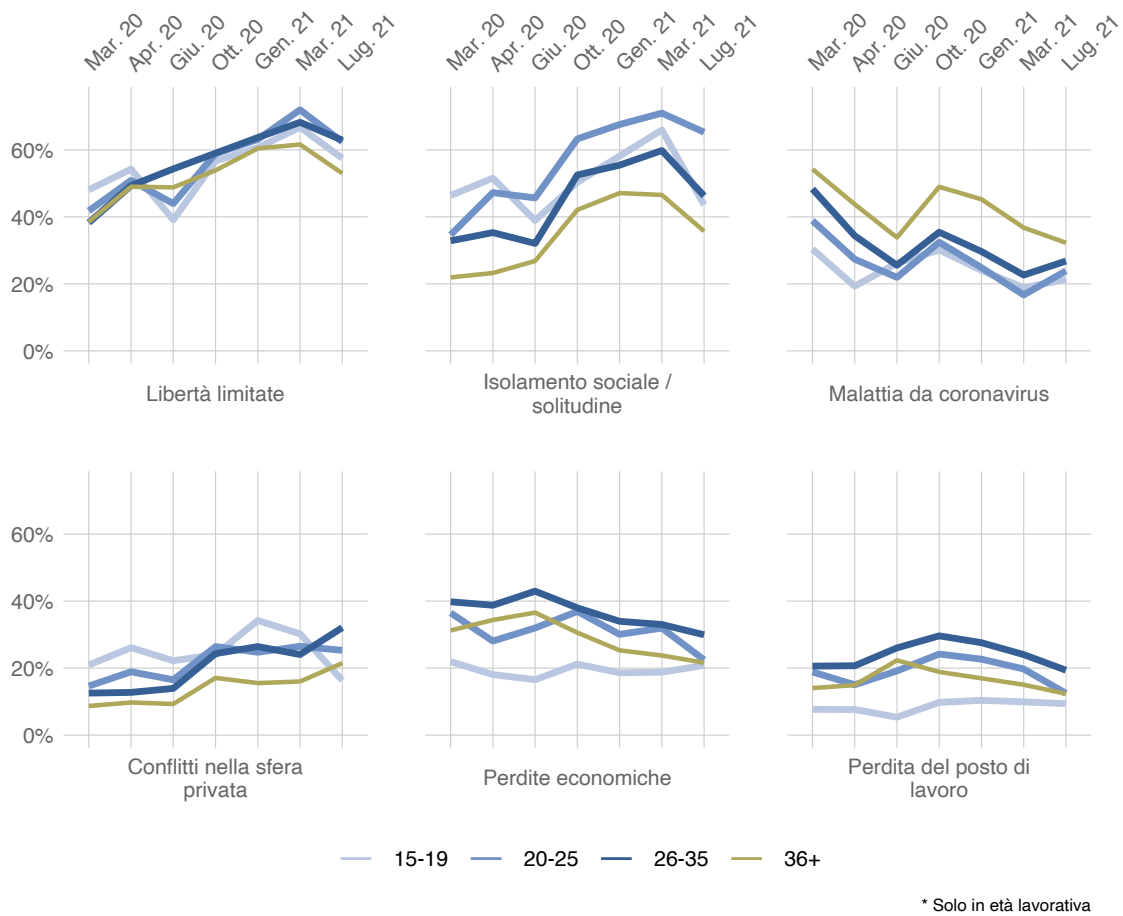 Mar. 20 Apr. 20 Giu. 20 Ott. 20 Gen. 21 Mar. 21 Lug. 21
Mar. 20 Apr. 20 Giu. 20 Ott. 20 Gen. 21 Mar. 21 Lug. 21
Mar. 20 Apr. 20 Giu. 20 Ott. 20 Gen. 21 Mar. 21 Lug. 21
60%
40%
20%
0%
Libertà limitate
Isolamento sociale /
solitudine
Malattia da coronavirus
60%
40%
20%
0%
Conflitti nella sfera
privata
Perdite economiche
Perdita del posto di
lavoro
15-19 20-25 26-35 36+
* Solo in età lavorativa